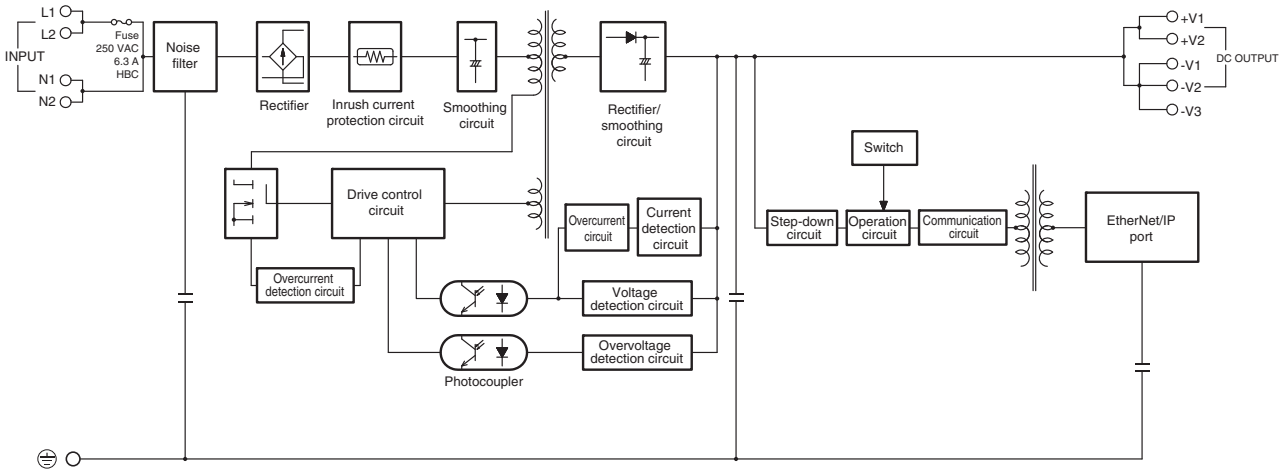 L1
L2
INPUT
N1
N2
Fuse
250 VAC
6.3 A
HBC
Noise
filter
Rectifier
Inrush current
protection circuit
Smoothing
circuit
Rectifier/
smoothing
circuit
+V1
+V2
-V1
-V2
-V3
DC OUTPUT
Drive control
circuit
Overcurrent
detection circuit
Overcurrent
circuit
Current
detection
circuit
Voltage
detection circuit
Overvoltage
detection circuit
Photocoupler
Switch
Step-down
circuit
Operation
circuit
Communication
circuit
EtherNet/IP
port